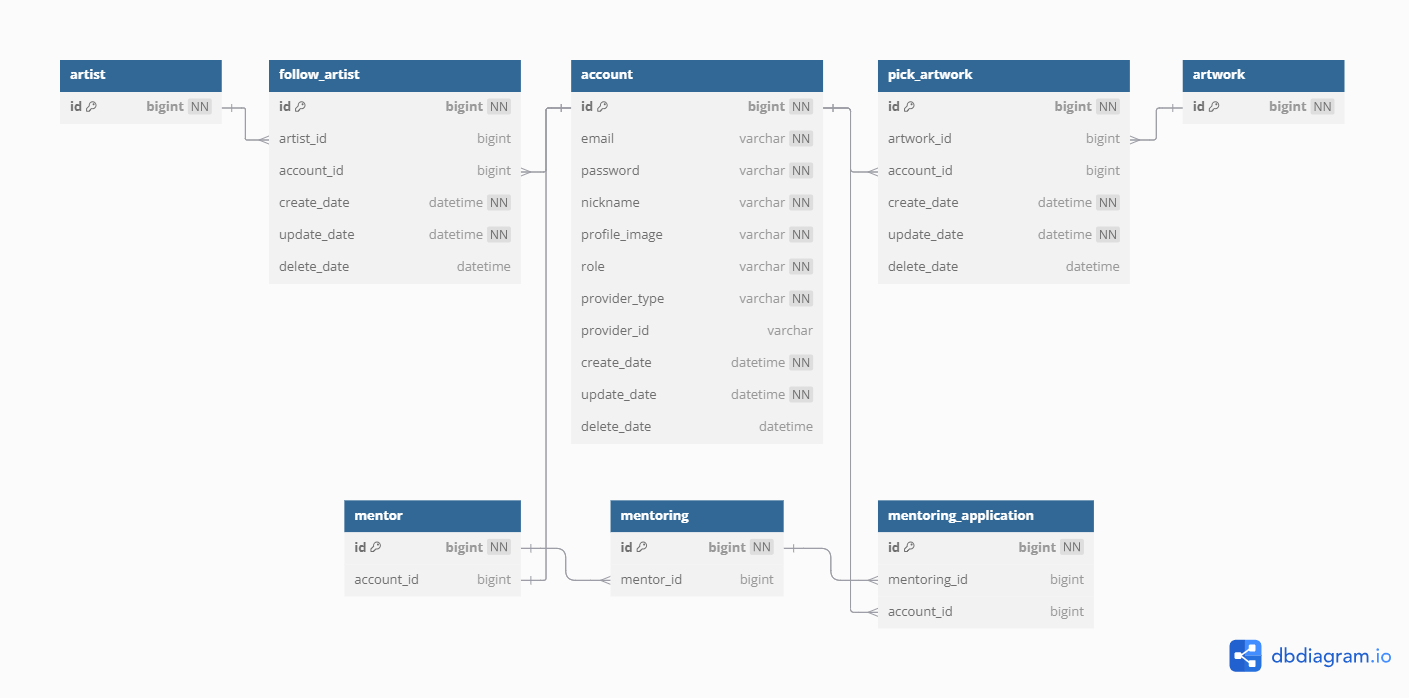 artist
id bigint NN
follow_artist
id bigint NN
artist_id bigint
account_id bigint
create_date datetime NN
update_date datetime NN
delete_date datetime
account
id bigint NN
email varchar NN
password varchar NN
nickname varchar NN
profile_image varchar NN
role varchar NN
provider_type varchar NN
provider_id varchar
create_date datetime NN
update_date datetime NN
delete_date datetime
pick_artwork
id bigint NN
artwork_id bigint
account_id bigint
create_date datetime NN
update_date datetime NN
delete_date datetime
artwork
id bigint NN
mentor
id bigint NN
account_id bigint
mentoring
id bigint NN
mentor_id bigint
mentoring_application
id bigint NN
mentoring_id bigint
account_id bigint
dbdiagram.io